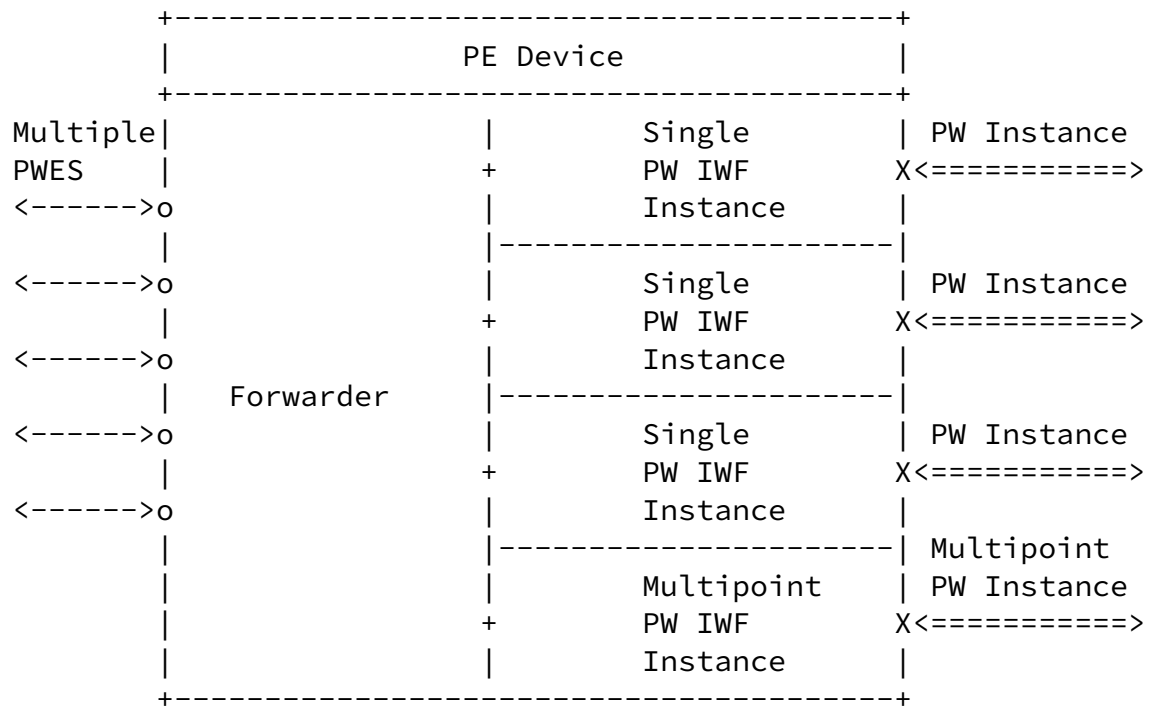 +----------------------------------------+
|                PE Device               |
+----------------------------------------+
Multiple|                 |        Single         | PW Instance
PWES    |                 +        PW IWF         X<===========>
<------>o                 |        Instance       |
        |                 |----------------------|
<------>o                 |        Single         | PW Instance
        |                 +        PW IWF         X<===========>
<------>o                 |        Instance       |
        |   Forwarder     |----------------------|
<------>o                 |        Single         | PW Instance
        |                 +        PW IWF         X<===========>
<------>o                 |        Instance       |
        |                 |----------------------| Multipoint
        |                 |        Multipoint     | PW Instance
        |                 +        PW IWF         X<===========>
        |                 |        Instance       |
+----------------------------------------+